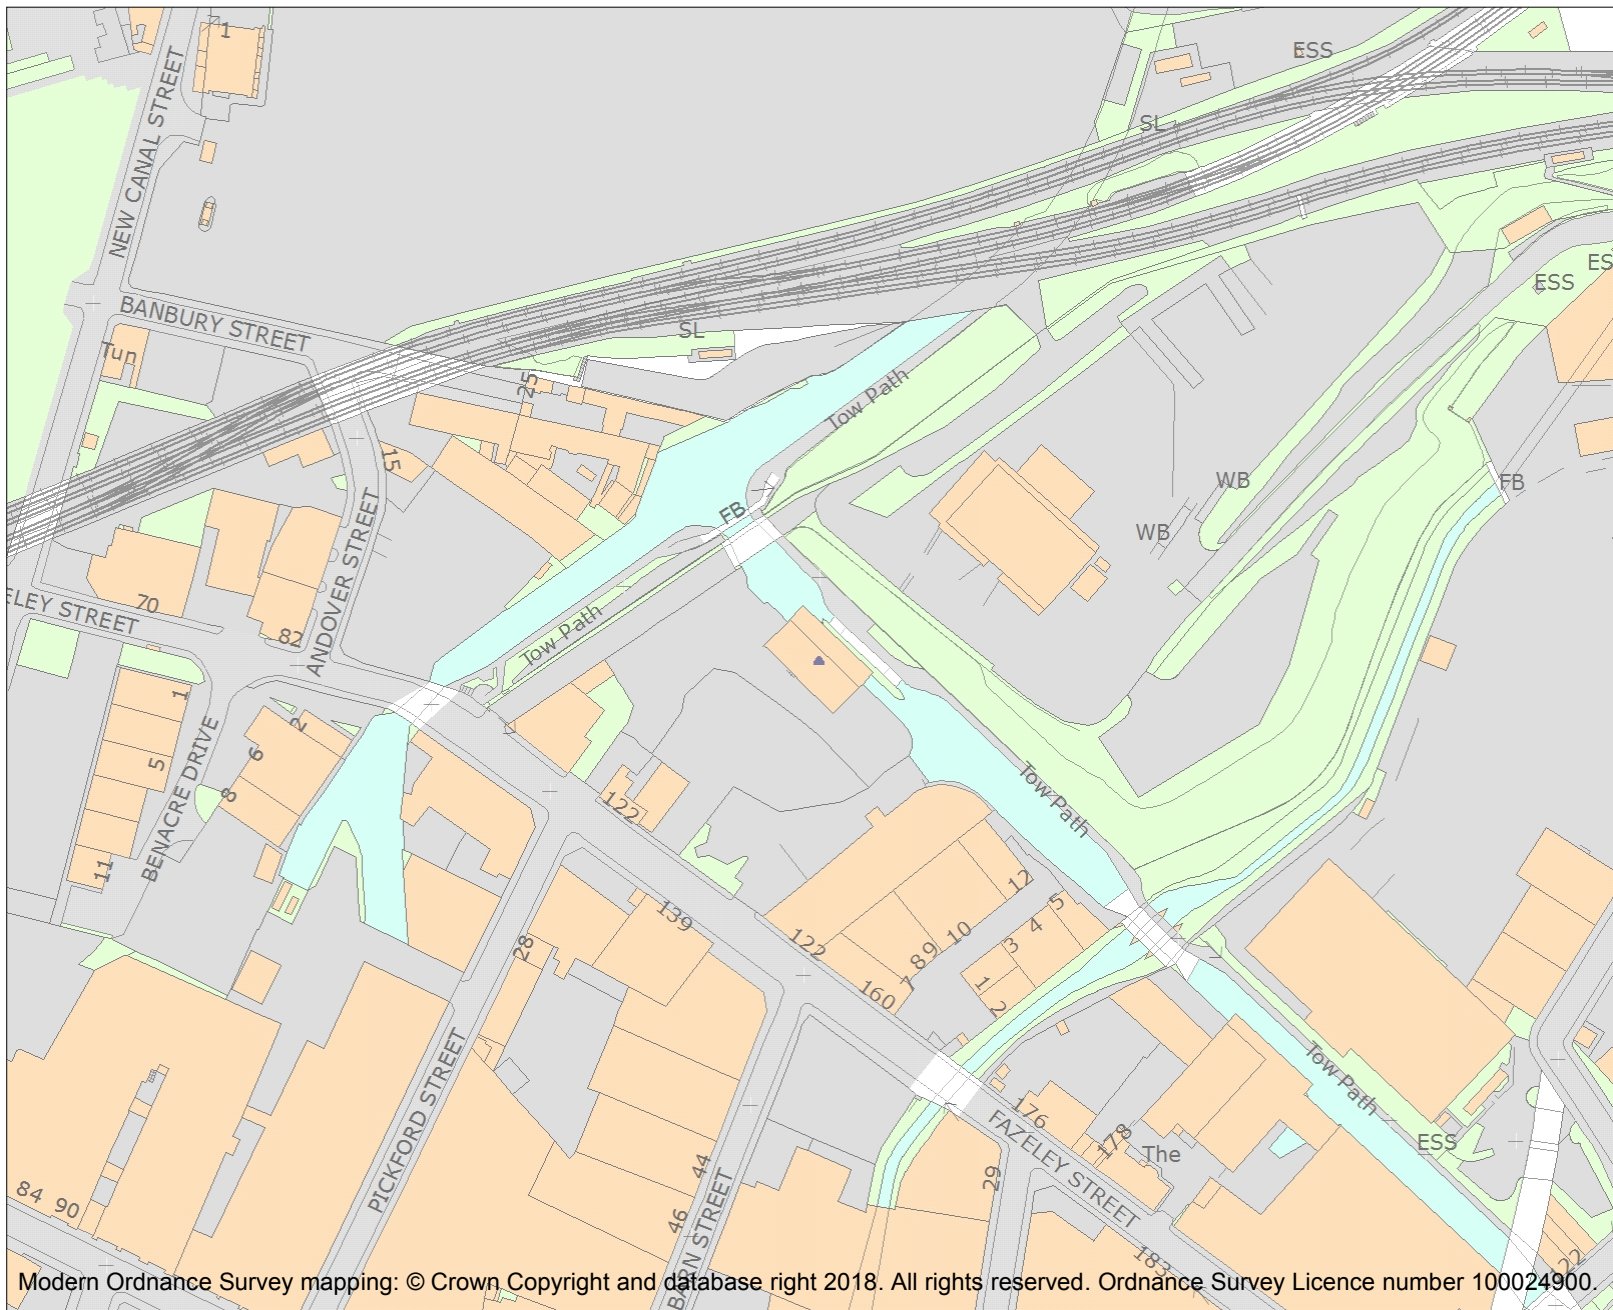 1
ESS
NEW CANAL STREET
SL
ESS
ES
BANBURY STREET
SL
Tun
25
Tow Path
15
WB
FB
FB
WB
ANDOVER STREET
70
ELEY STREET
82
Tow Path
1
2
6
5
8
BENACRE DRIVE
11
122
Tow Path
139
28
122
12
5
4
3
10
9
8
7
1
2
160
PICKFORD STREET
Tow Path
176
178
The
ESS
FAZELEY STREET
29
44
46
BARN STREET
84
90
183
122
Modern Ordnance Survey mapping: © Crown Copyright and database right 2018. All rights reserved. Ordnance Survey Licence number 100024900.